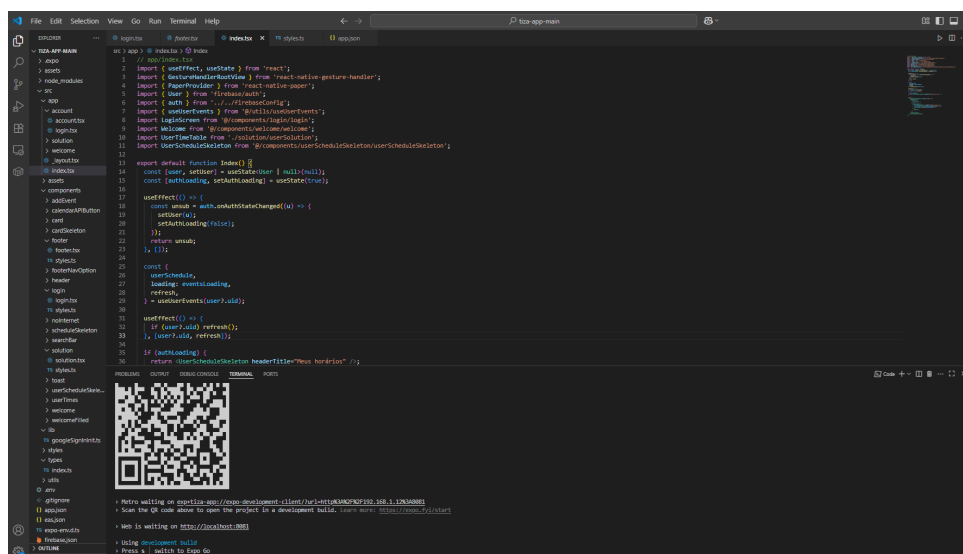 File Edit Selection View Go Run Terminal Help
tiza-app-main
EXPLORER
login.tsx
footer.tsx
index.tsx
TS styles.ts
{} app.json
TIZA-APP-MAIN
.expo
assets
node_modules
src
app
account
account.tsx
login.tsx
solution
welcome
_layout.tsx
index.tsx
assets
components
addEvent
calendarAPIButton
card
cardSkeleton
footer
footer.tsx
TS styles.ts
footerNavOption
header
login
login.tsx
TS styles.ts
noInternet
scheduleSkeleton
searchBar
solution
solution.tsx
TS styles.ts
toast
userScheduleSkele...
userTimes
welcome
welcomeFilled
lib
TS googleSignInInit.ts
styles
types
TS index.ts
utils
.env
.gitignore
{} app.json
{} eas.json
TS expo-env.d.ts
firebase.json
OUTLINE
src > app > index.tsx > Index
1 // app/index.tsx
2 import { useEffect, useState } from 'react';
3 import { GestureHandlerRootView } from 'react-native-gesture-handler';
4 import { PaperProvider } from 'react-native-paper';
5 import { User } from 'firebase/auth';
6 import { auth } from '../../firebaseConfig';
7 import { useUserEvents } from '@/utils/useUserEvents';
8 import LoginScreen from '@/components/login/login';
9 import Welcome from '@/components/welcome/welcome';
10 import UserTimeTable from './solution/userSolution';
11 import UserScheduleSkeleton from '@/components/userScheduleSkeleton/userScheduleSkeleton';
12
13 export default function Index() {
14 const [user, setUser] = useState<User | null>(null);
15 const [authLoading, setAuthLoading] = useState(true);
16
17 useEffect(() => {
18 const unsub = auth.onAuthStateChanged((u) => {
19 setUser(u);
20 setAuthLoading(false);
21 });
22 return unsub;
23 }, []);
24
25 const {
26 userSchedule,
27 loading: eventsLoading,
28 refresh,
29 } = useUserEvents(user?.uid);
30
31 useEffect(() => {
32 if (user?.uid) refresh();
33 }, [user?.uid, refresh]);
34
35 if (authLoading) {
36 return <UserScheduleSkeleton headerTitle="Meus horários" />;
PROBLEMS OUTPUT DEBUG CONSOLE TERMINAL PORTS
Code
› Metro waiting on exp+tiza-app://expo-development-client/?url=http%3A%2F%2F192.168.1.12%3A8081
› Scan the QR code above to open the project in a development build. Learn more: https://expo.fyi/start
› Web is waiting on http://localhost:8081
› Using development build
› Press s │ switch to Expo Go